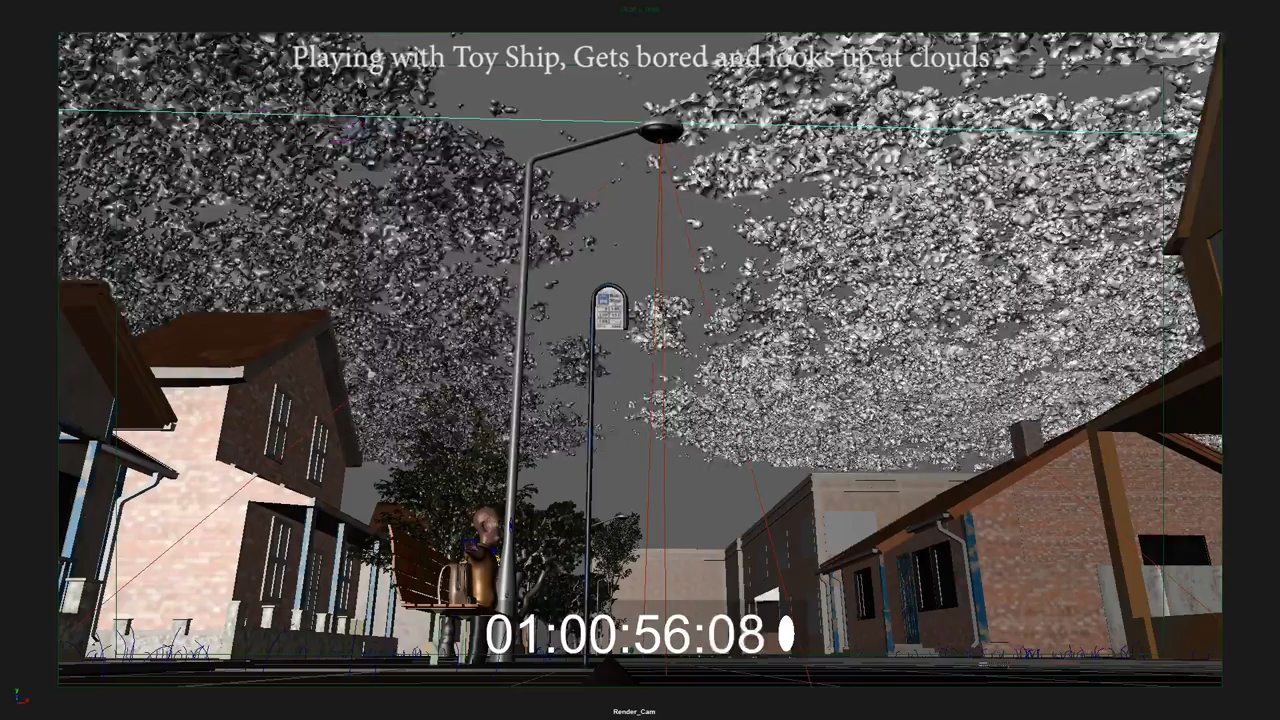 Playing with Toy Ship, Gets bored and looks up at clouds
01:00:56:08
Render_Cam